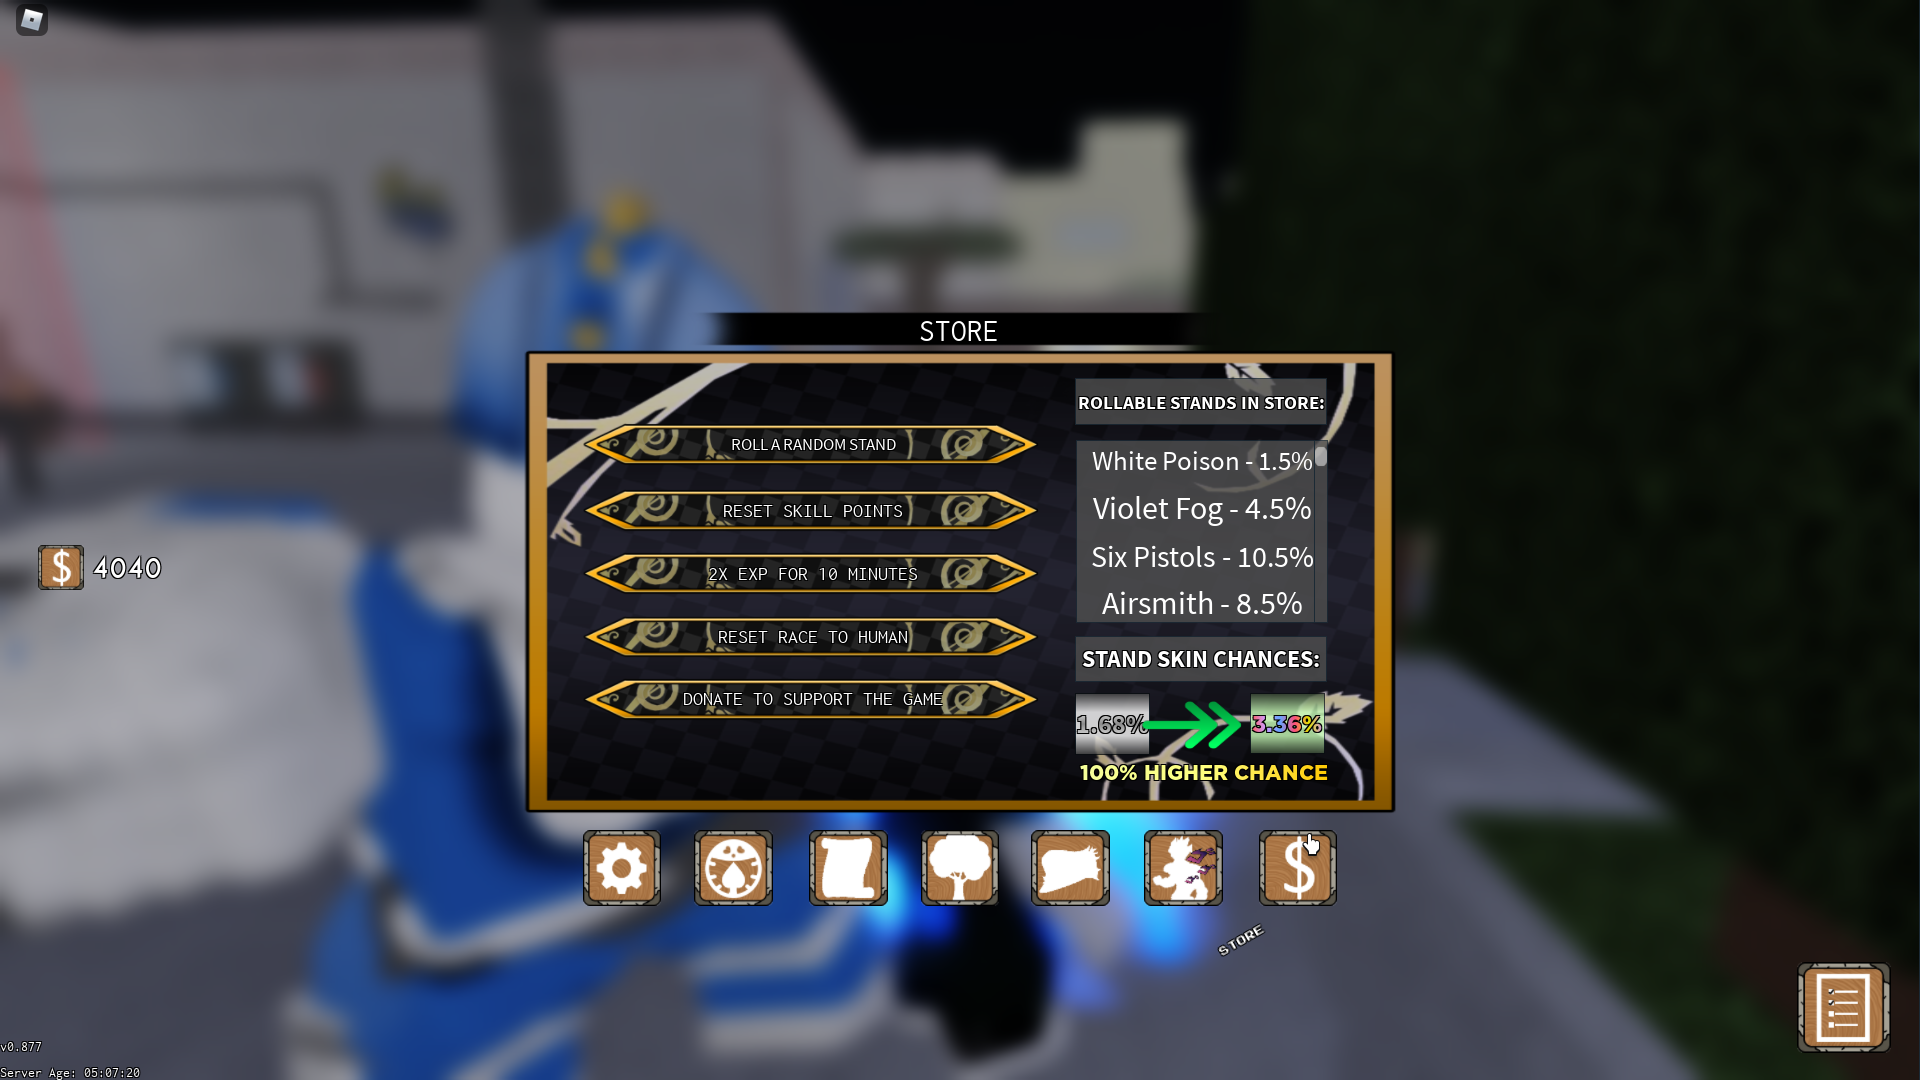 STORE
ROLL A RANDOM STAND
RESET SKILL POINTS
2X EXP FOR 10 MINUTES
RESET RACE TO HUMAN
DONATE TO SUPPORT THE GAME
ROLLABLE STANDS IN STORE:
White Poison - 1.5%
Violet Fog - 4.5%
Six Pistols - 10.5%
Airsmith - 8.5%
STAND SKIN CHANCES:
1.68% 3.36%
100% HIGHER CHANCE
$ 4040
$
STORE
v0.877
Server Age: 05:07:20